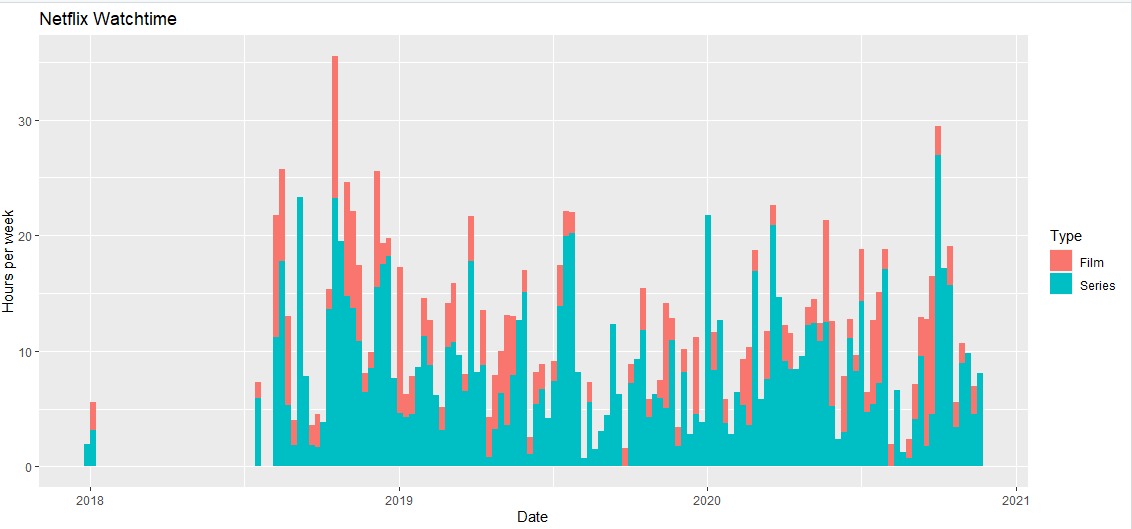 Netflix Watchtime
Hours per week
30
20
10
0
2018
2019
2020
2021
Date
Type
Film
Series